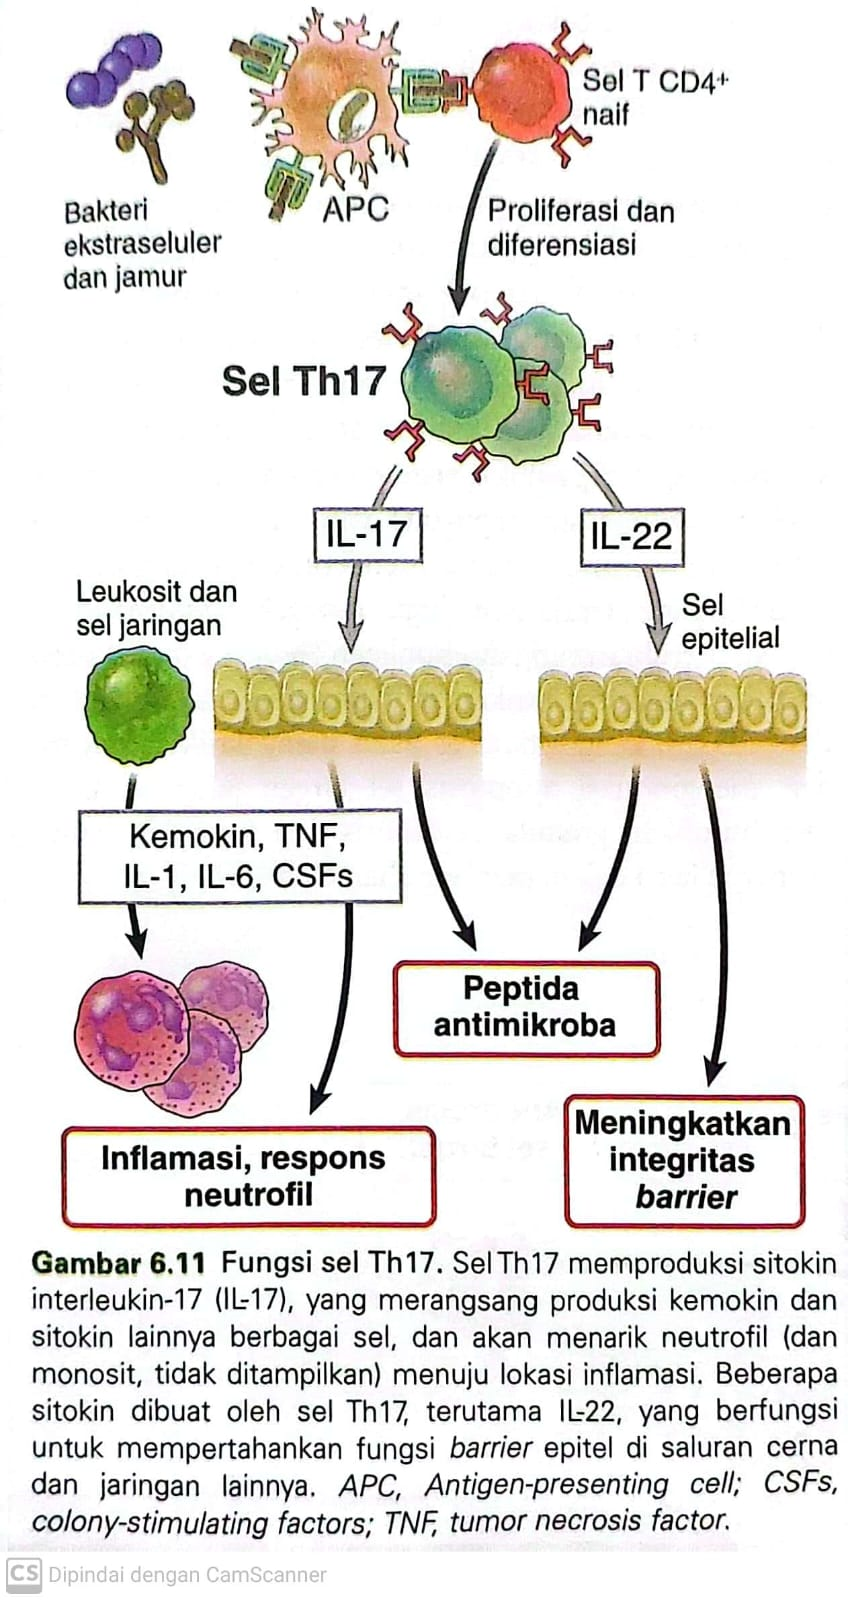 Sel T CD4+
naif
APC
Bakteri
ekstraseluler
dan jamur
Proliferasi dan
diferensiasi
Sel Th17
IL-17
IL-22
Leukosit dan
sel jaringan
Sel
epitelial
Kemokin, TNF,
IL-1, IL-6, CSFs
Peptida
antimikroba
Inflamasi, respons
neutrofil
Meningkatkan
integritas
barrier
Gambar 6.11 Fungsi sel Th17. Sel Th17 memproduksi sitokin
interleukin-17 (IL-17), yang merangsang produksi kemokin dan
sitokin lainnya berbagai sel, dan akan menarik neutrofil (dan
monosit, tidak ditampilkan) menuju lokasi inflamasi. Beberapa
sitokin dibuat oleh sel Th17, terutama IL-22, yang berfungsi
untuk mempertahankan fungsi barrier epitel di saluran cerna
dan jaringan lainnya. APC, Antigen-presenting cell; CSFs,
colony-stimulating factors; TNF, tumor necrosis factor.
CS Dipindai dengan CamScanner